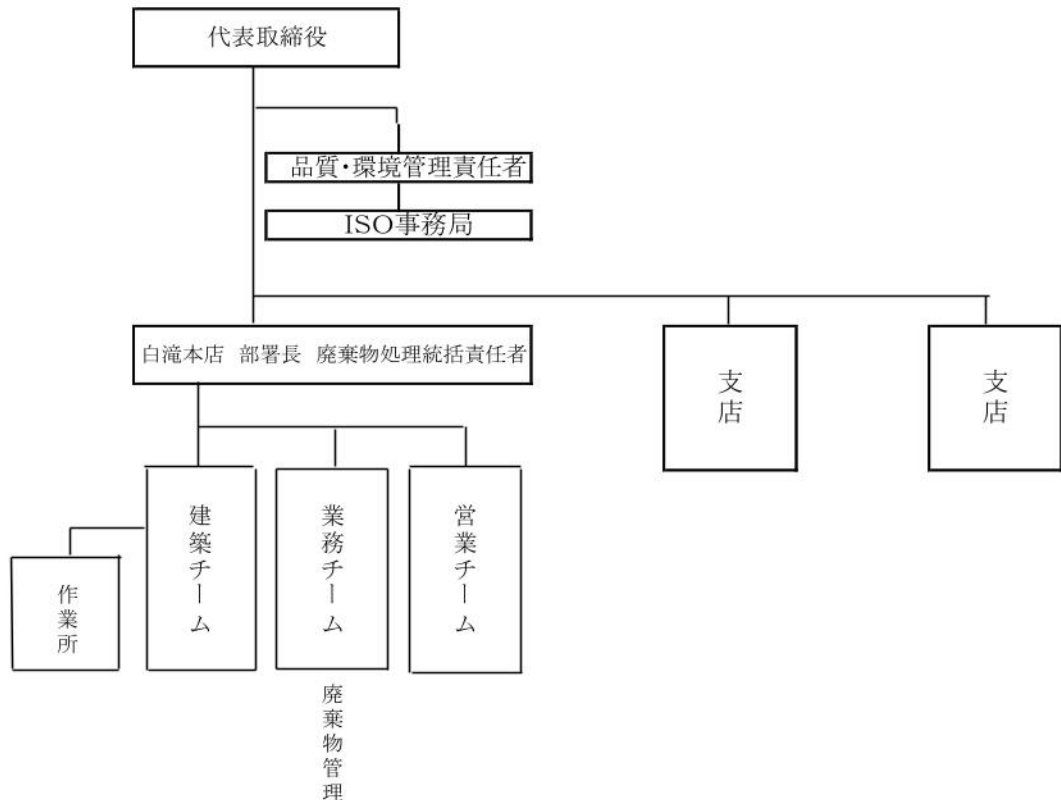 代表取締役
品質・環境管理責任者
ISO事務局
白滝本店 部署長 廃棄物処理統括責任者
支店
支店
建築チーム
業務チーム
営業チーム
作業所
廃棄物管理